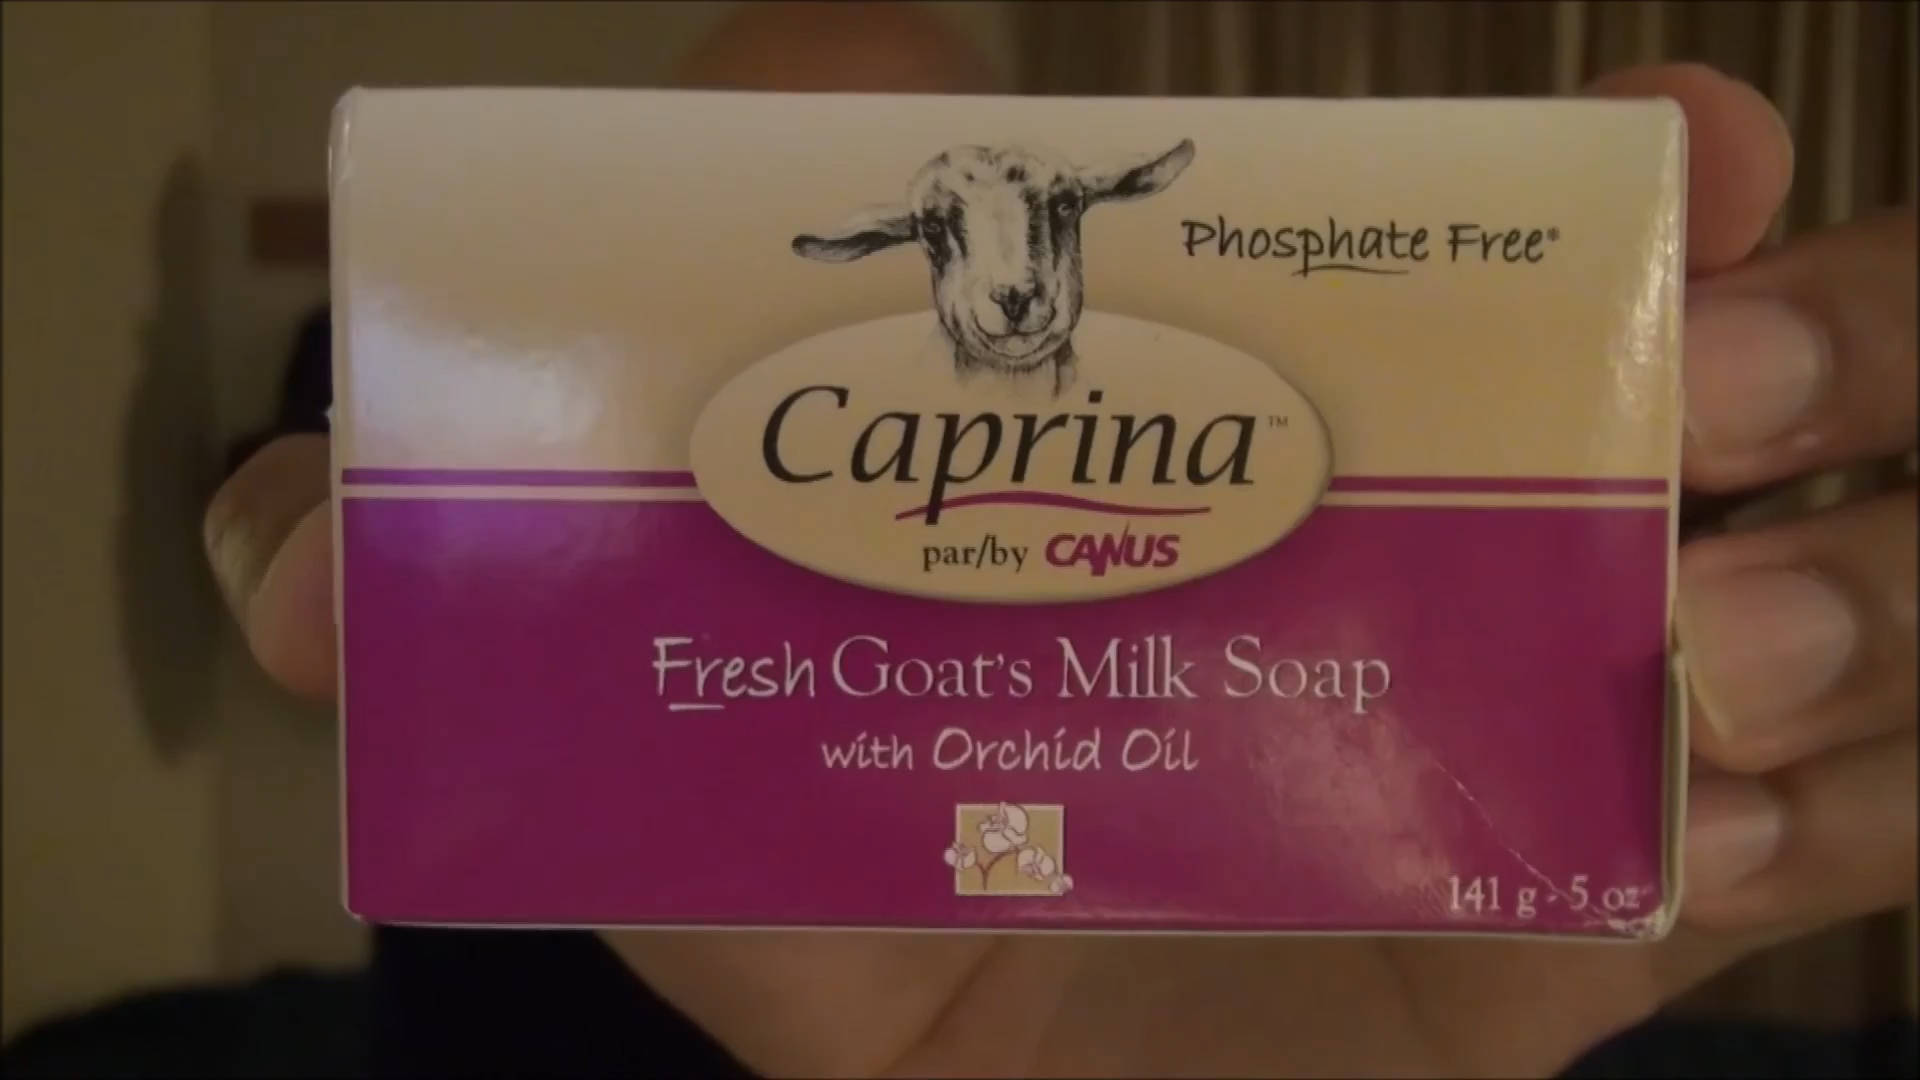 Phosphate Free*
Caprina™
par/by CANUS
Fresh Goat's Milk Soap
with Orchid Oil
141 g - 5 oz